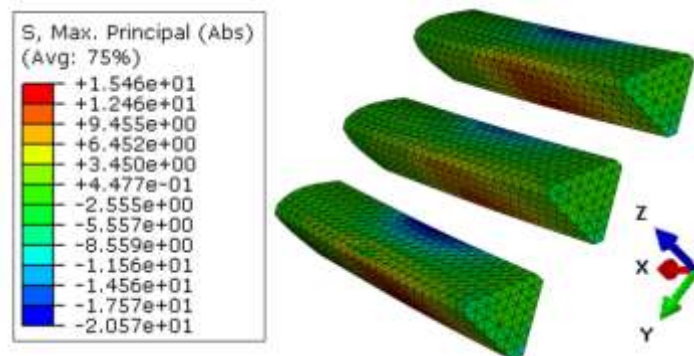 S, Max. Principal (Abs)
(Avg: 75%)
+1.546e+01
+1.246e+01
+9.455e+00
+6.452e+00
+3.450e+00
+4.477e-01
-2.555e+00
-5.557e+00
-8.559e+00
-1.156e+01
-1.456e+01
-1.757e+01
-2.057e+01
Z
X
Y